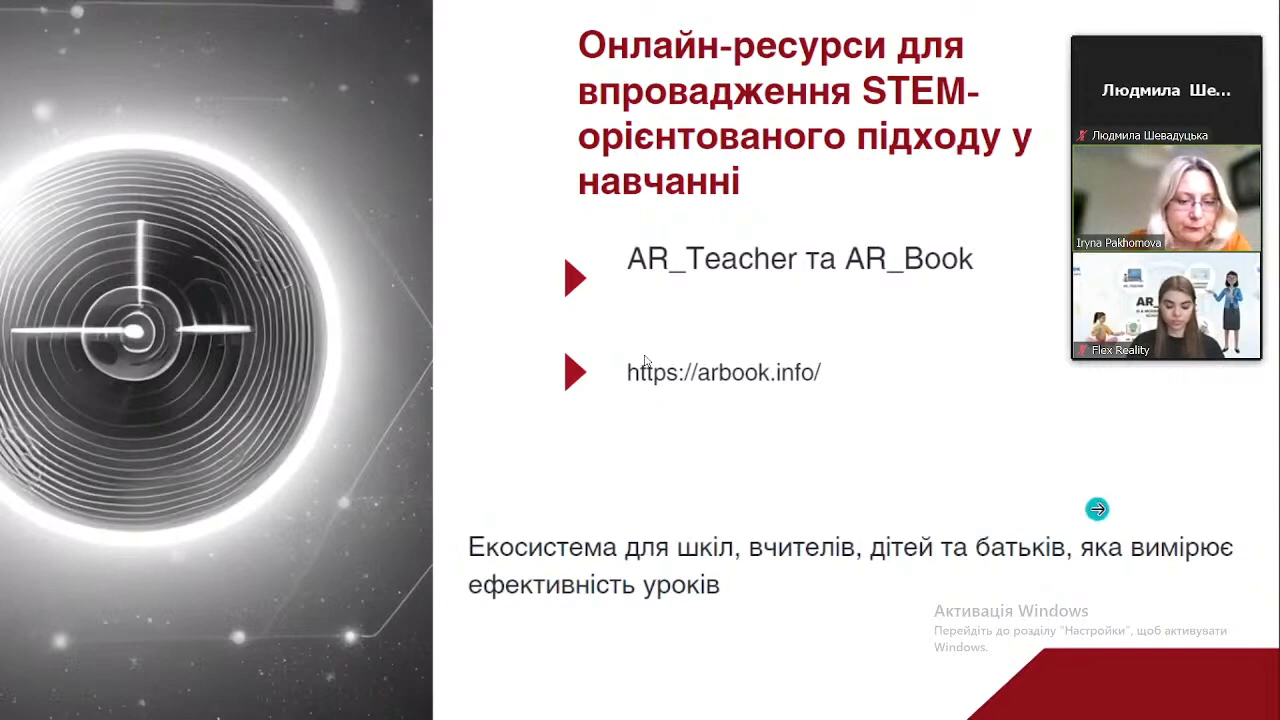 Онлайн-ресурси для
впровадження STEM-
орієнтованого підходу у
навчанні
AR_Teacher та AR_Book
https://arbook.info/
Екосистема для шкіл, вчителів, дітей та батьків, яка вимірює
ефективність уроків
Людмила Ше...
Людмила Шевадуцька
Iryna Pakhomova
Flex Reality
Активація Windows
Перейдіть до розділу "Настройки", щоб активувати
Windows.